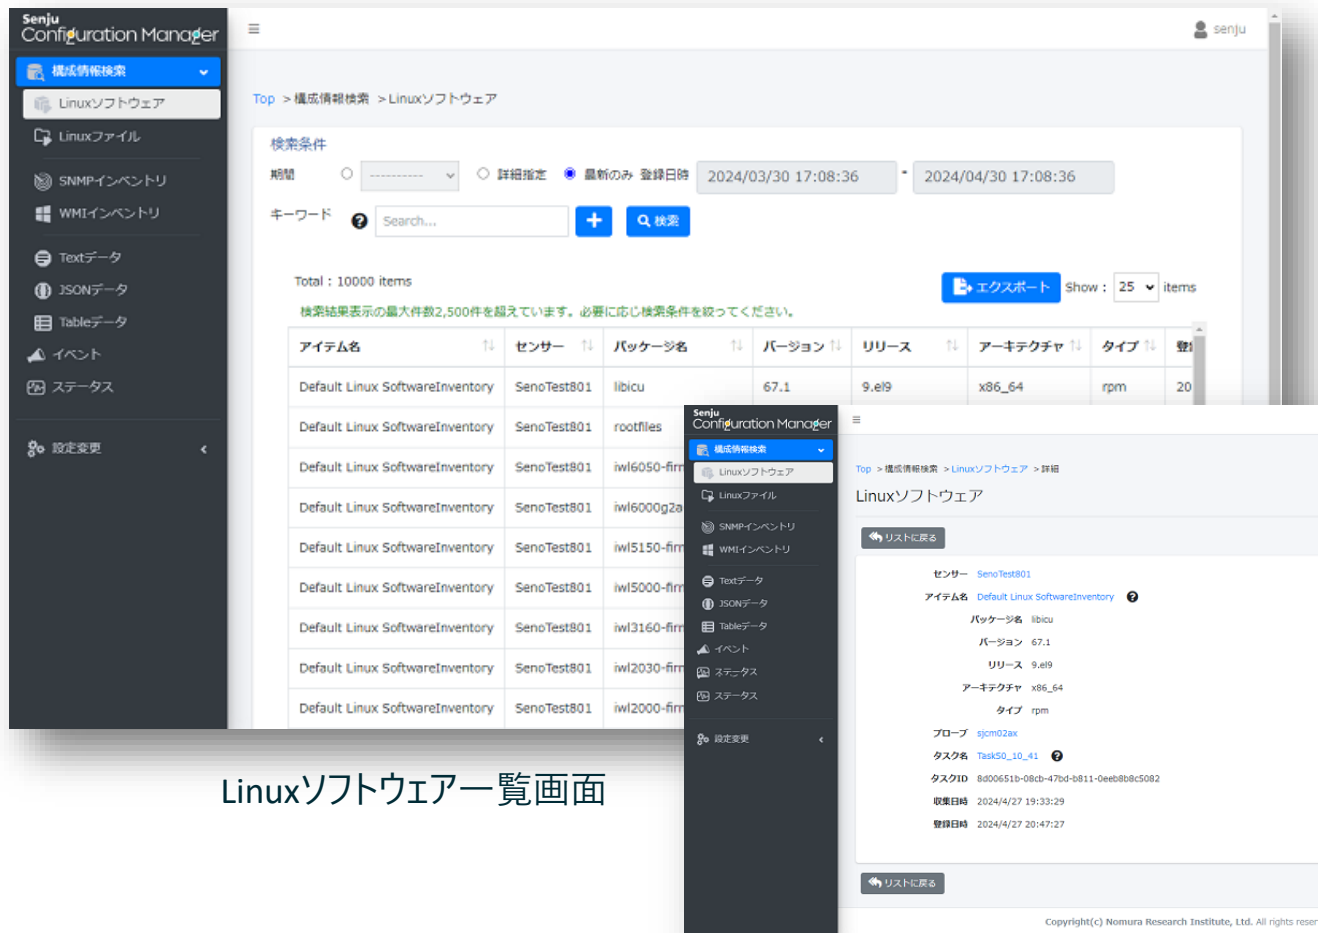 Senju
Configuration Manager
senju
構成情報検索
Linuxソフトウェア
Linuxファイル
SNMPインベントリ
WMIインベントリ
Textデータ
JSONデータ
Tableデータ
イベント
ステータス
設定変更
Top >構成情報検索 >Linuxソフトウェア
検索条件
期間 ---------- 詳細指定 最新のみ 登録日時 2024/03/30 17:08:36 - 2024/04/30 17:08:36
キーワード Search... + 検索
Total : 10000 items
エクスポート Show : 25 items
検索結果表示の最大件数2,500件を超えています。必要に応じ検索条件を絞ってください。
アイテム名 センサー パッケージ名 バージョン リリース アーキテクチャ タイプ 登
Default Linux SoftwareInventory SenoTest801 libicu 67.1 9.el9 x86_64 rpm 20
Default Linux SoftwareInventory SenoTest801 rootfiles
Default Linux SoftwareInventory SenoTest801 iwl6050-firm
Default Linux SoftwareInventory SenoTest801 iwl6000g2a
Default Linux SoftwareInventory SenoTest801 iwl5150-firm
Default Linux SoftwareInventory SenoTest801 iwl5000-firm
Default Linux SoftwareInventory SenoTest801 iwl3160-firm
Default Linux SoftwareInventory SenoTest801 iwl2030-firm
Default Linux SoftwareInventory SenoTest801 iwl2000-firm
Linuxソフトウェア一覧画面
Senju
Configuration Manager
構成情報検索
Linuxソフトウェア
Linuxファイル
SNMPインベントリ
WMIインベントリ
Textデータ
JSONデータ
Tableデータ
イベント
ステータス
ステータス
設定変更
Top >構成情報検索 >Linuxソフトウェア >詳細
Linuxソフトウェア
リストに戻る
センサー SenoTest801
アイテム名 Default Linux SoftwareInventory
パッケージ名 libicu
バージョン 67.1
リリース 9.el9
アーキテクチャ x86_64
タイプ rpm
プローブ sjcm02ax
タスク名 Task50_10_41
タスクID 8d00651b-08cb-47bd-b811-0eeb8b8c5082
収集日時 2024/4/27 19:33:29
登録日時 2024/4/27 20:47:27
リストに戻る
Copyright(c) Nomura Research Institute, Ltd. All rights reser